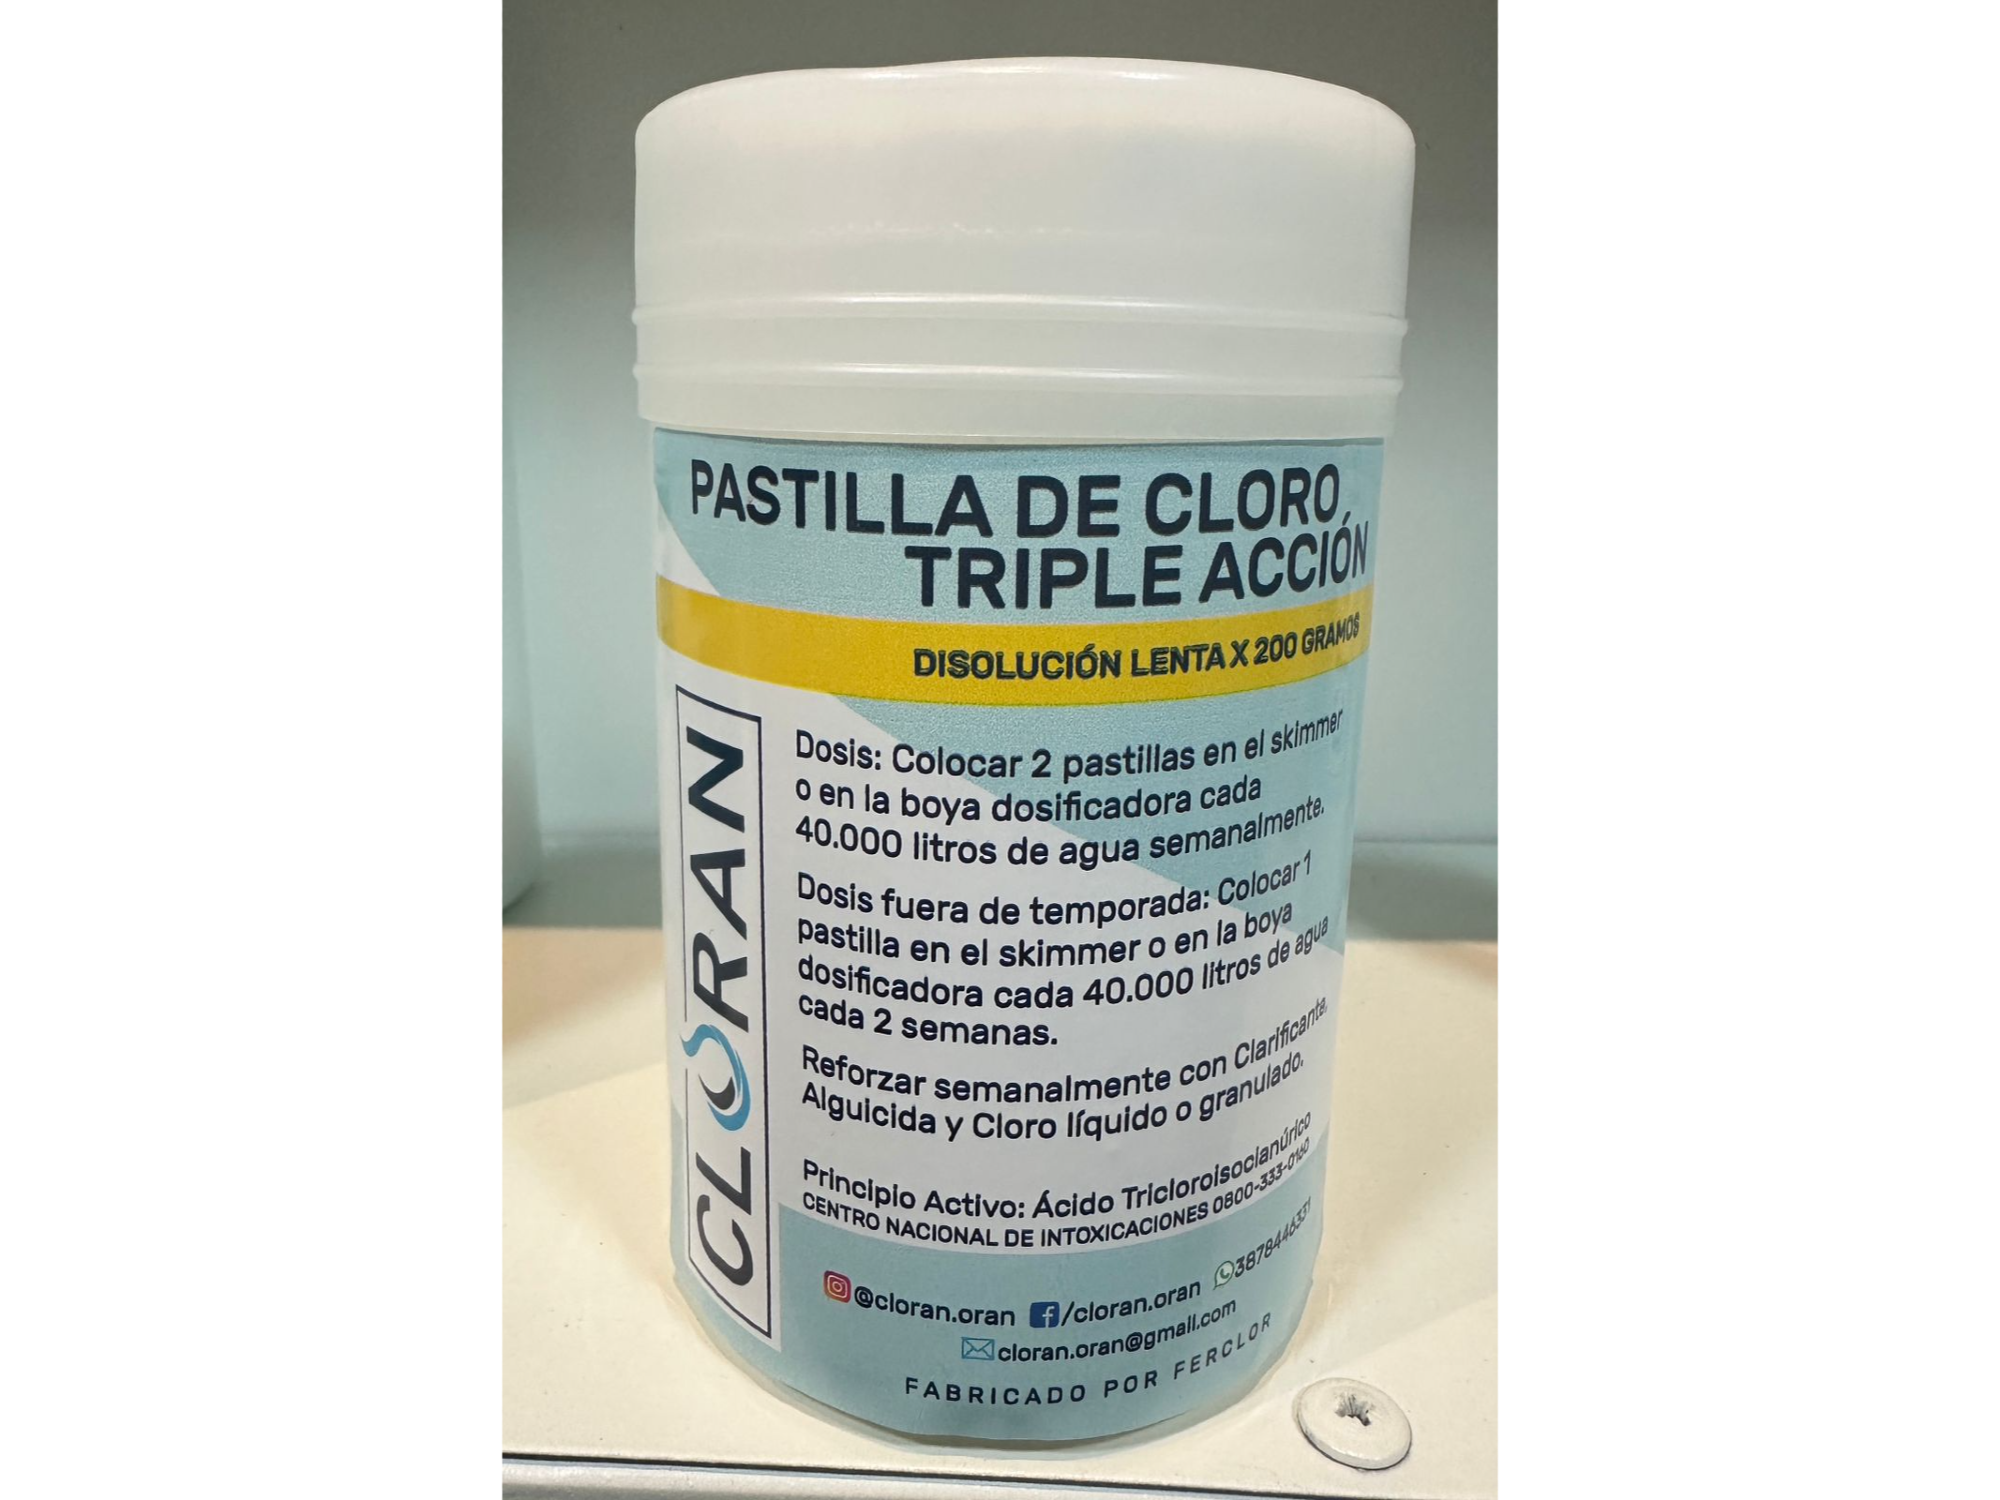 PASTILLA DE CLORO,
TRIPLE ACCIÓN
DISOLUCIÓN LENTA X 200 GRAMOS
CLORAN
Dosis: Colocar 2 pastillas en el skimmer
o en la boya dosificadora cada
40.000 litros de agua semanalmente.
Dosis fuera de temporada: Colocar 1
pastilla en el skimmer o en la boya
dosificadora cada 40.000 litros de agua
cada 2 semanas.
Reforzar semanalmente con Clarificante,
Alguicida y Cloro líquido o granulado.
Principio Activo: Ácido Tricloroisocianúrico
CENTRO NACIONAL DE INTOXICACIONES 0800-333-0160
@cloran.oran /cloran.oran 3878446331
cloran.oran@gmail.com
FABRICADO POR FERCLOR